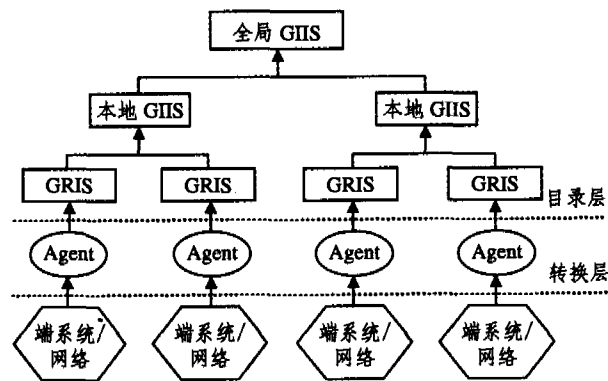 全局 GIIS
本地 GIIS
本地 GIIS
GRIS
GRIS
GRIS
GRIS
目录层
Agent
Agent
Agent
Agent
转换层
端系统/
网络
端系统/
网络
端系统/
网络
端系统/
网络